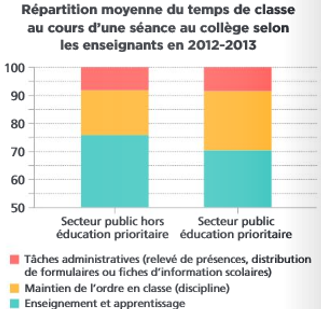 Répartition moyenne du temps de classe
au cours d’une séance au collège selon
les enseignants en 2012-2013
100
90
80
70
60
50
Secteur public hors
éducation prioritaire
Secteur public
éducation prioritaire
Tâches administratives (relevé de présences, distribution
de formulaires ou fiches d’information scolaires)
Maintien de l’ordre en classe (discipline)
Enseignement et apprentissage